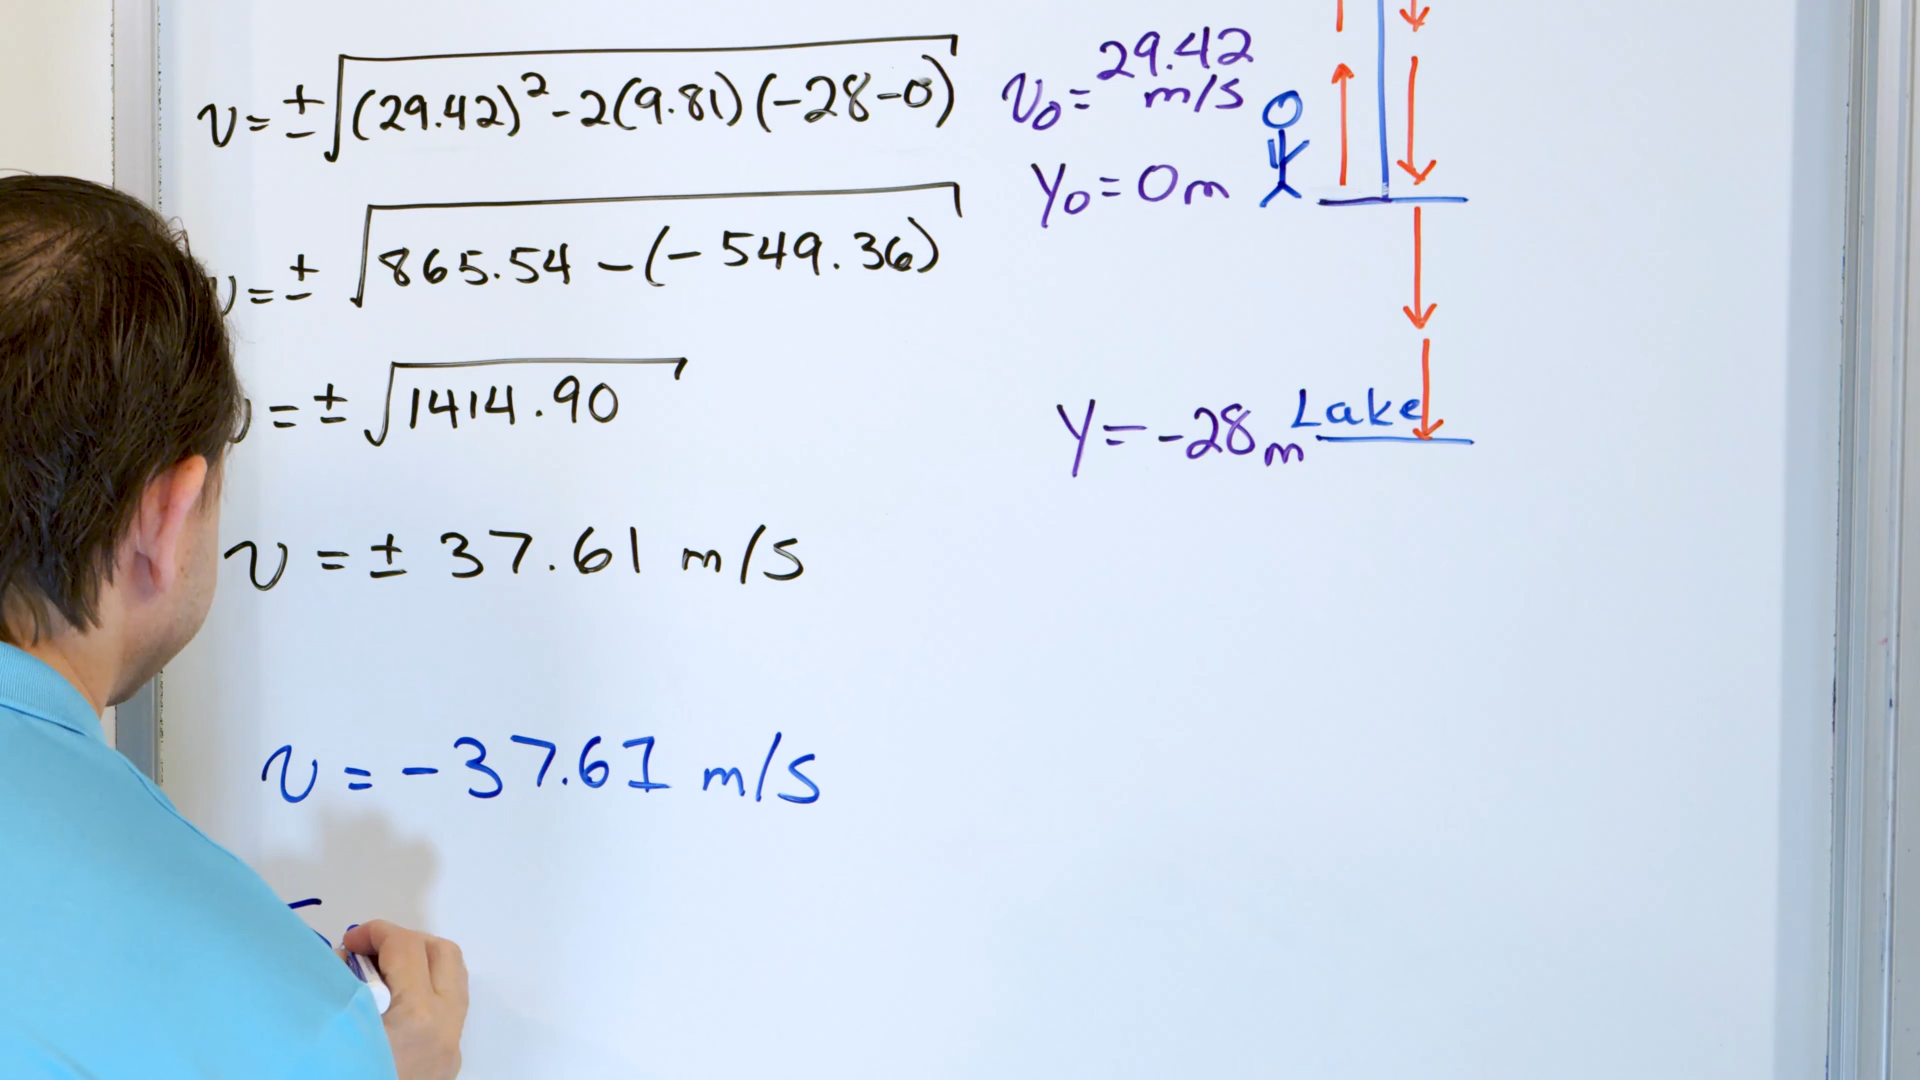 v = ± √(29.42)² - 2(9.81)(-28-0)
v = ± √865.54 - (-549.36)
v = ± √1414.90
v = ± 37.61 m/s
v = -37.61 m/s
v₀ = 29.42 m/s
y₀ = 0m
y = -28m
Lake